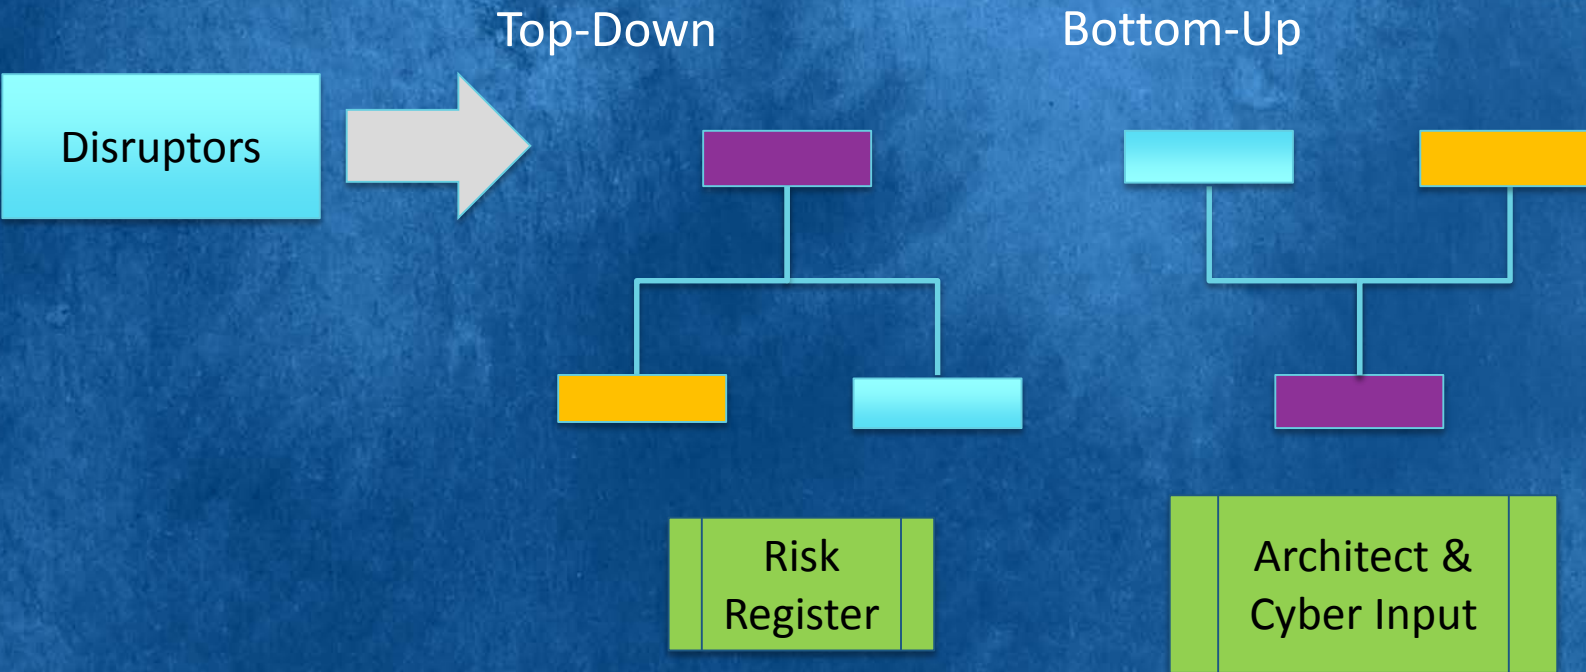 Top-Down
Bottom-Up
Disruptors
Risk
Register
Architect &
Cyber Input